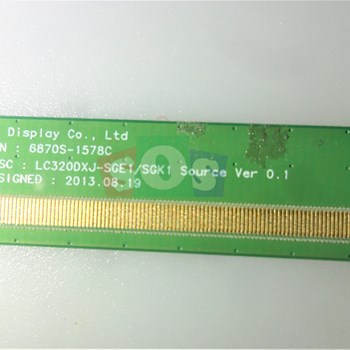 Display Co., Ltd
N : 6870S-1578C
SC : LC320DXJ-SGE1/SGK1 Source Ver 0.1
SIGNED : 2013.08.19